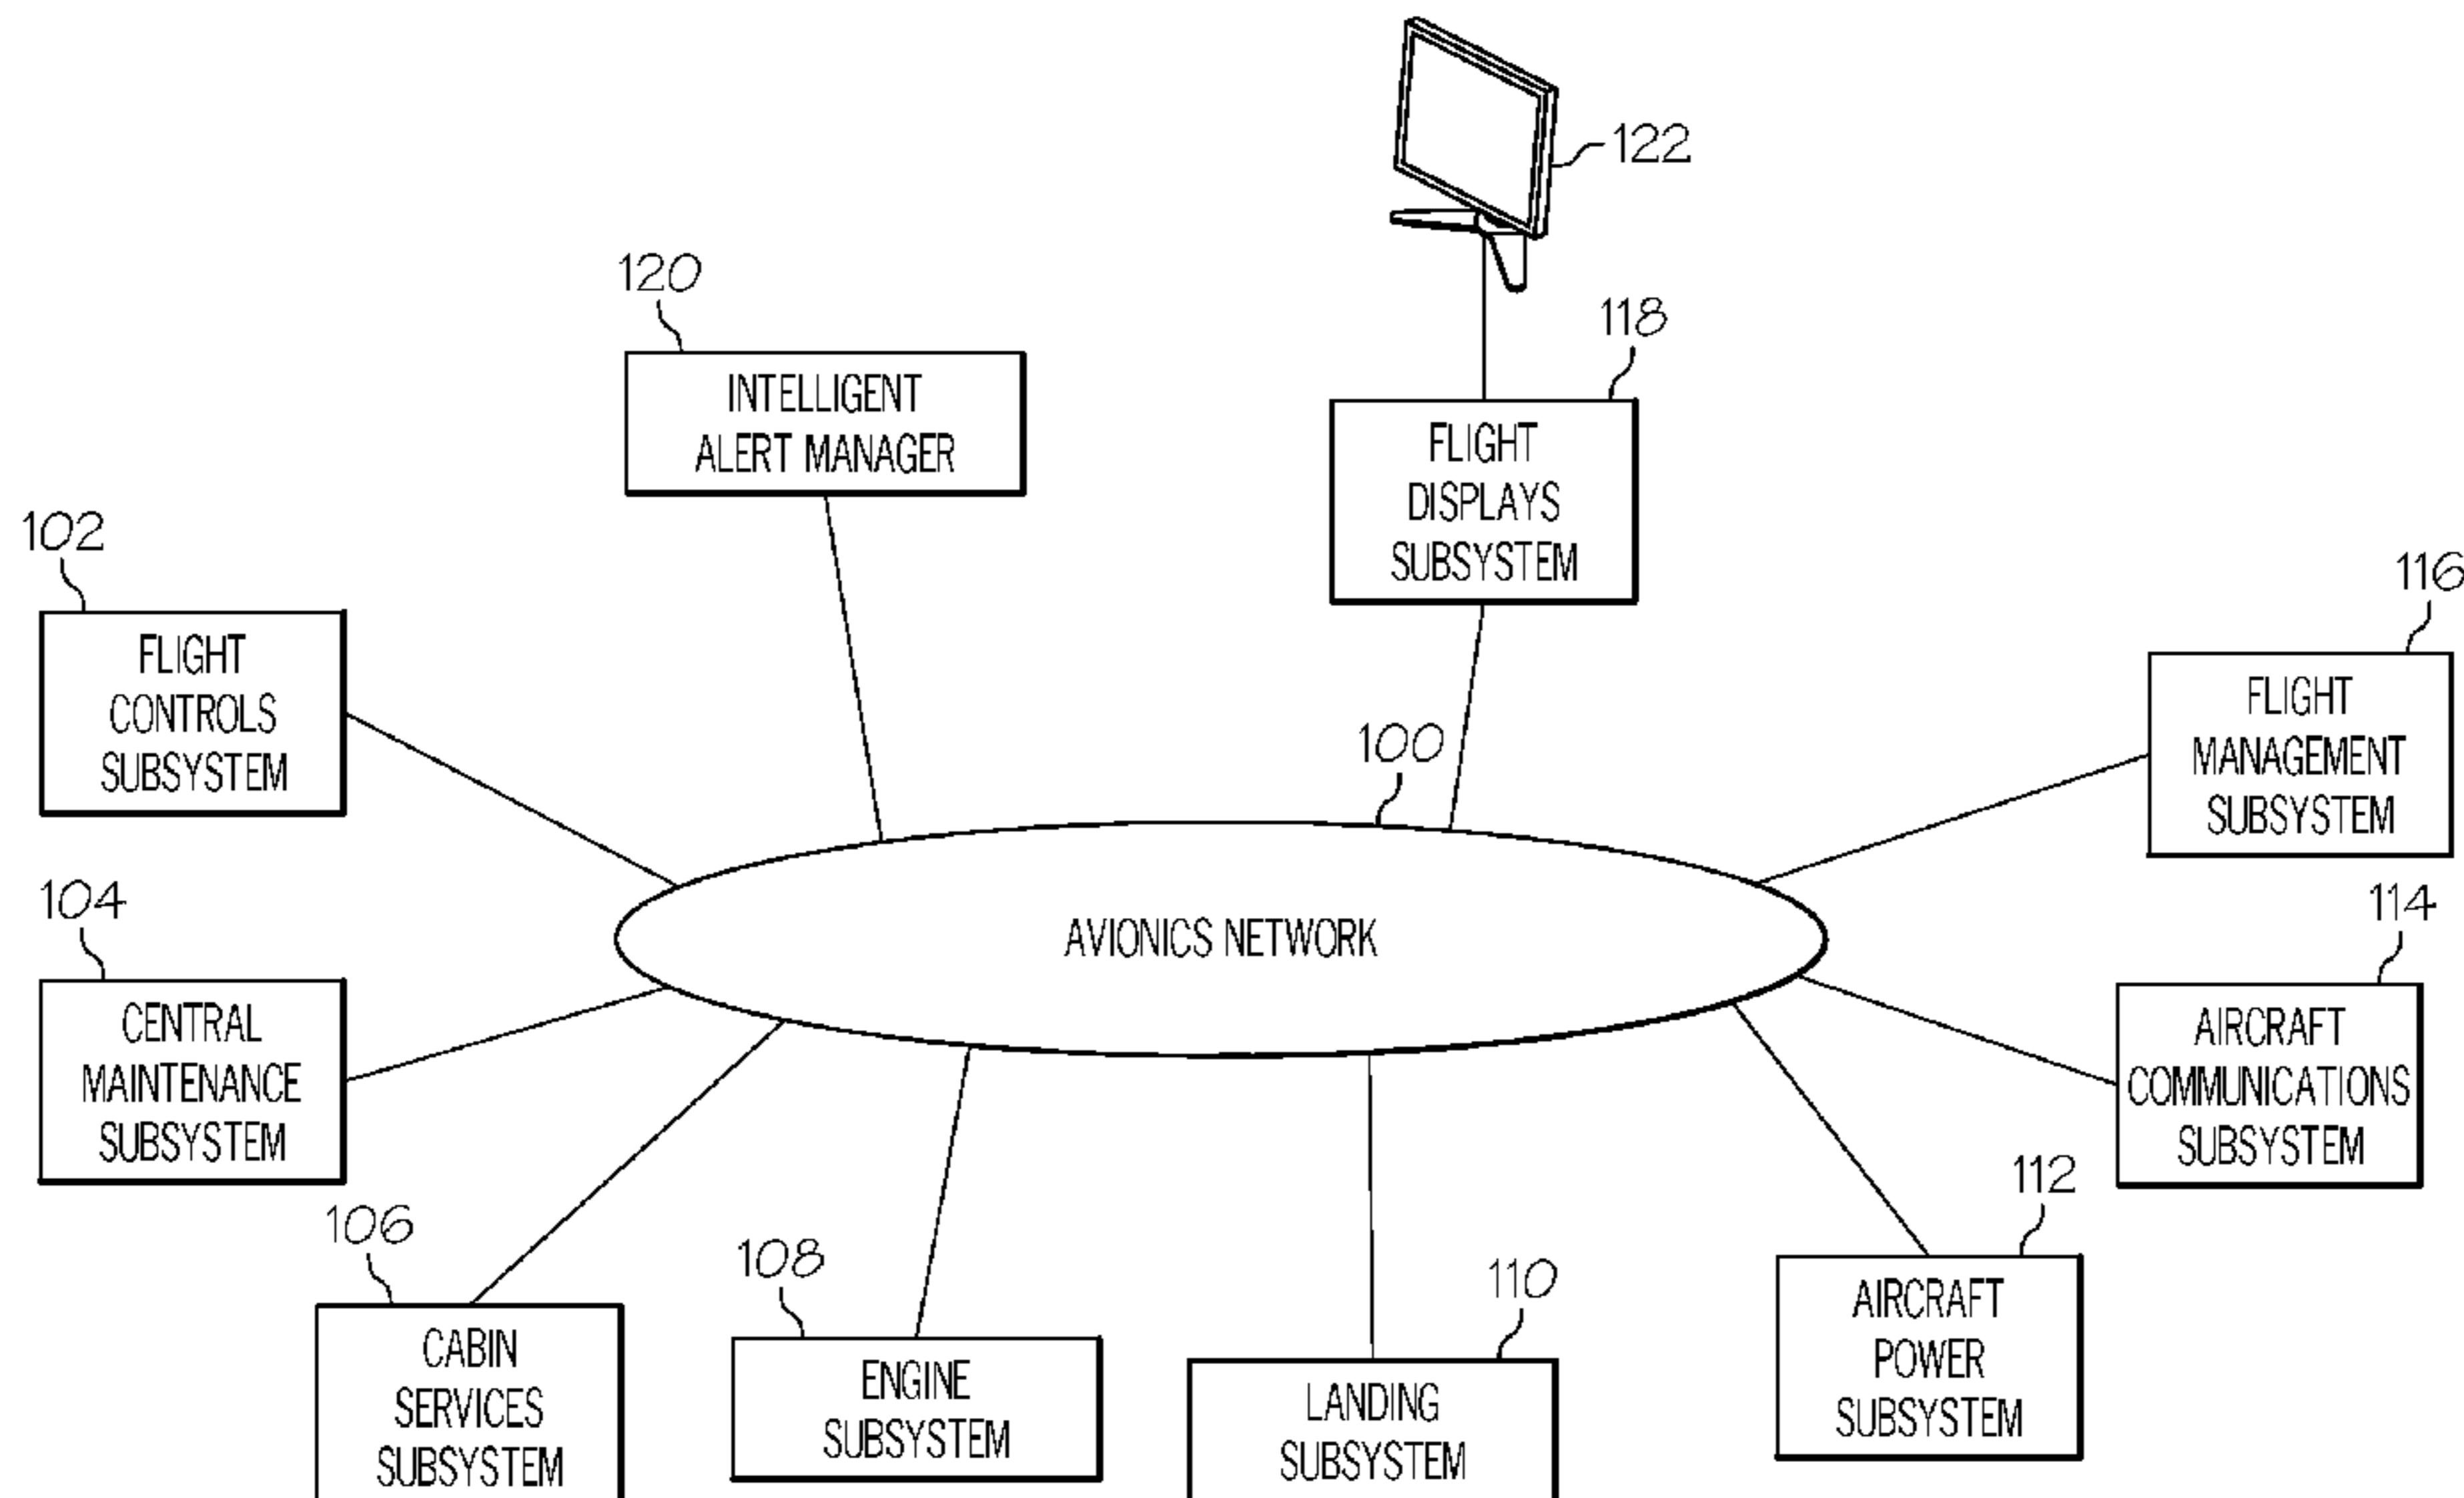 122
120
118
INTELLIGENT
ALERT MANAGER
FLIGHT
DISPLAYS
SUBSYSTEM
102
116
FLIGHT
CONTROLS
SUBSYSTEM
FLIGHT
MANAGEMENT
SUBSYSTEM
100
AVIONICS NETWORK
104
114
CENTRAL
MAINTENANCE
SUBSYSTEM
AIRCRAFT
COMMUNICATIONS
SUBSYSTEM
106
108
110
112
CABIN
SERVICES
SUBSYSTEM
ENGINE
SUBSYSTEM
LANDING
SUBSYSTEM
AIRCRAFT
POWER
SUBSYSTEM